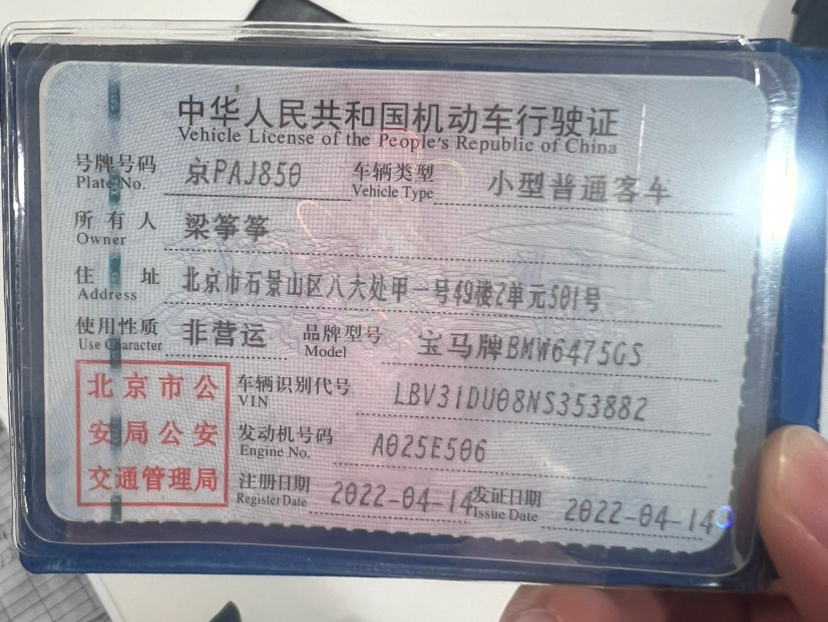 中华人民共和国机动车行驶证
Vehicle License of the People's Republic of China
号牌号码 京PAJ850 车辆类型 小型普通客车
Plate No. Vehicle Type
所有人 梁筝筝
Owner
住址 北京市石景山区八大处甲一号49楼2单元501号
Address
使用性质 非营运 品牌型号 宝马牌BMW6475GS
Use Character Model
北京市公
安局公安
交通管理局
车辆识别代号 LBV31DU08NS353882
VIN
发动机号码 A025E506
Engine No.
注册日期 2022-04-14 发证日期 2022-04-14
Register Date Issue Date